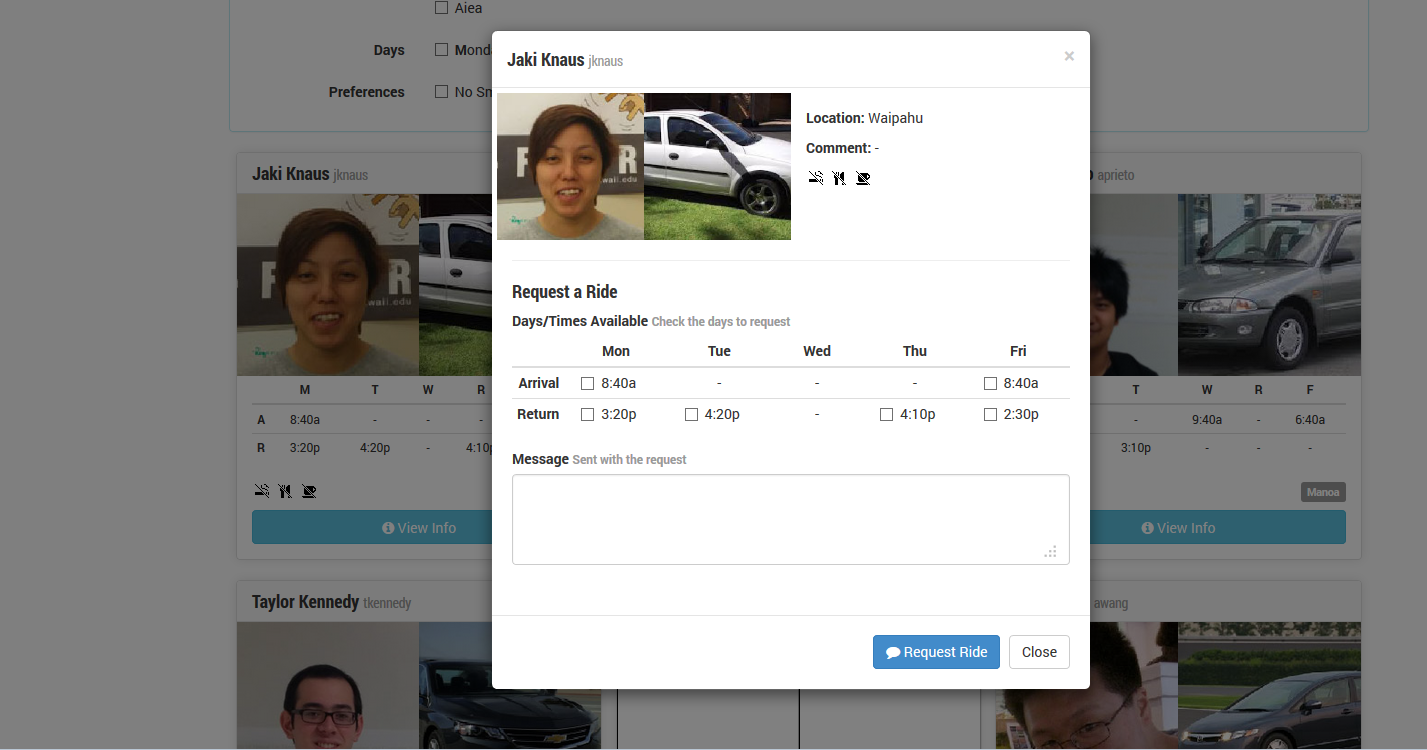 Aiea
Days Mond
Preferences No Sm
Jaki Knaus jknaus
×
Location: Waipahu
Comment: -
F R
waii.edu
Request a Ride
Days/Times Available Check the days to request
Mon Tue Wed Thu Fri
Arrival 8:40a - - - 8:40a
Return 3:20p 4:20p - 4:10p 2:30p
Message Sent with the request
Request Ride Close
Jaki Knaus jknaus
F R
waii.edu
M T W R
A 8:40a - - -
R 3:20p 4:20p - 4:10p
View Info
aprieto
T W R F
- 9:40a - 6:40a
3:10p - - -
Manoa
View Info
Taylor Kennedy tkennedy
awang